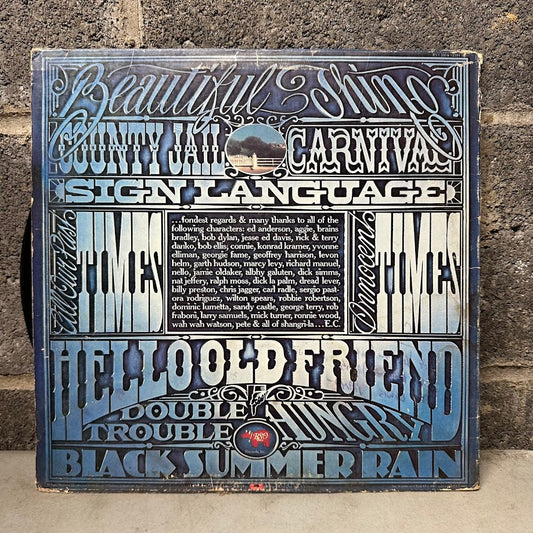 Beautiful Thing
COUNTY JAIL
CARNIVAL
SIGN LANGUAGE
Innocent
TIMES
...fondest regards & many thanks to all of the
following characters: ed anderson, aggie, brains
bradley, bob dylan, jesse ed davis, rick & terry
danko, bob ellis, connie, konrad kramer, yvonne
elliman, georgie fame, geoffrey harrison, levon
helm, garth hudson, marcy levy, richard manuel,
nello, jamie oldaker, albhy galuten, dick simms,
nat jeffery, ralph moss, dick la palm, dread lever,
billy preston, chris jagger, carl radle, sergio past-
ora rodriguez, wilton spears, robbie robertson,
dominic lumetta, sandy castle, george terry, rob
fraboni, larry samuels, mick turner, ronnie wood,
wah wah watson, pete & all of shangri-la...E.C.
Innocent
TIMES
HELLO OLD FRIEND
DOUBLE
TROUBLE
HUNGRY
RSO
BLACK SUMMER RAIN